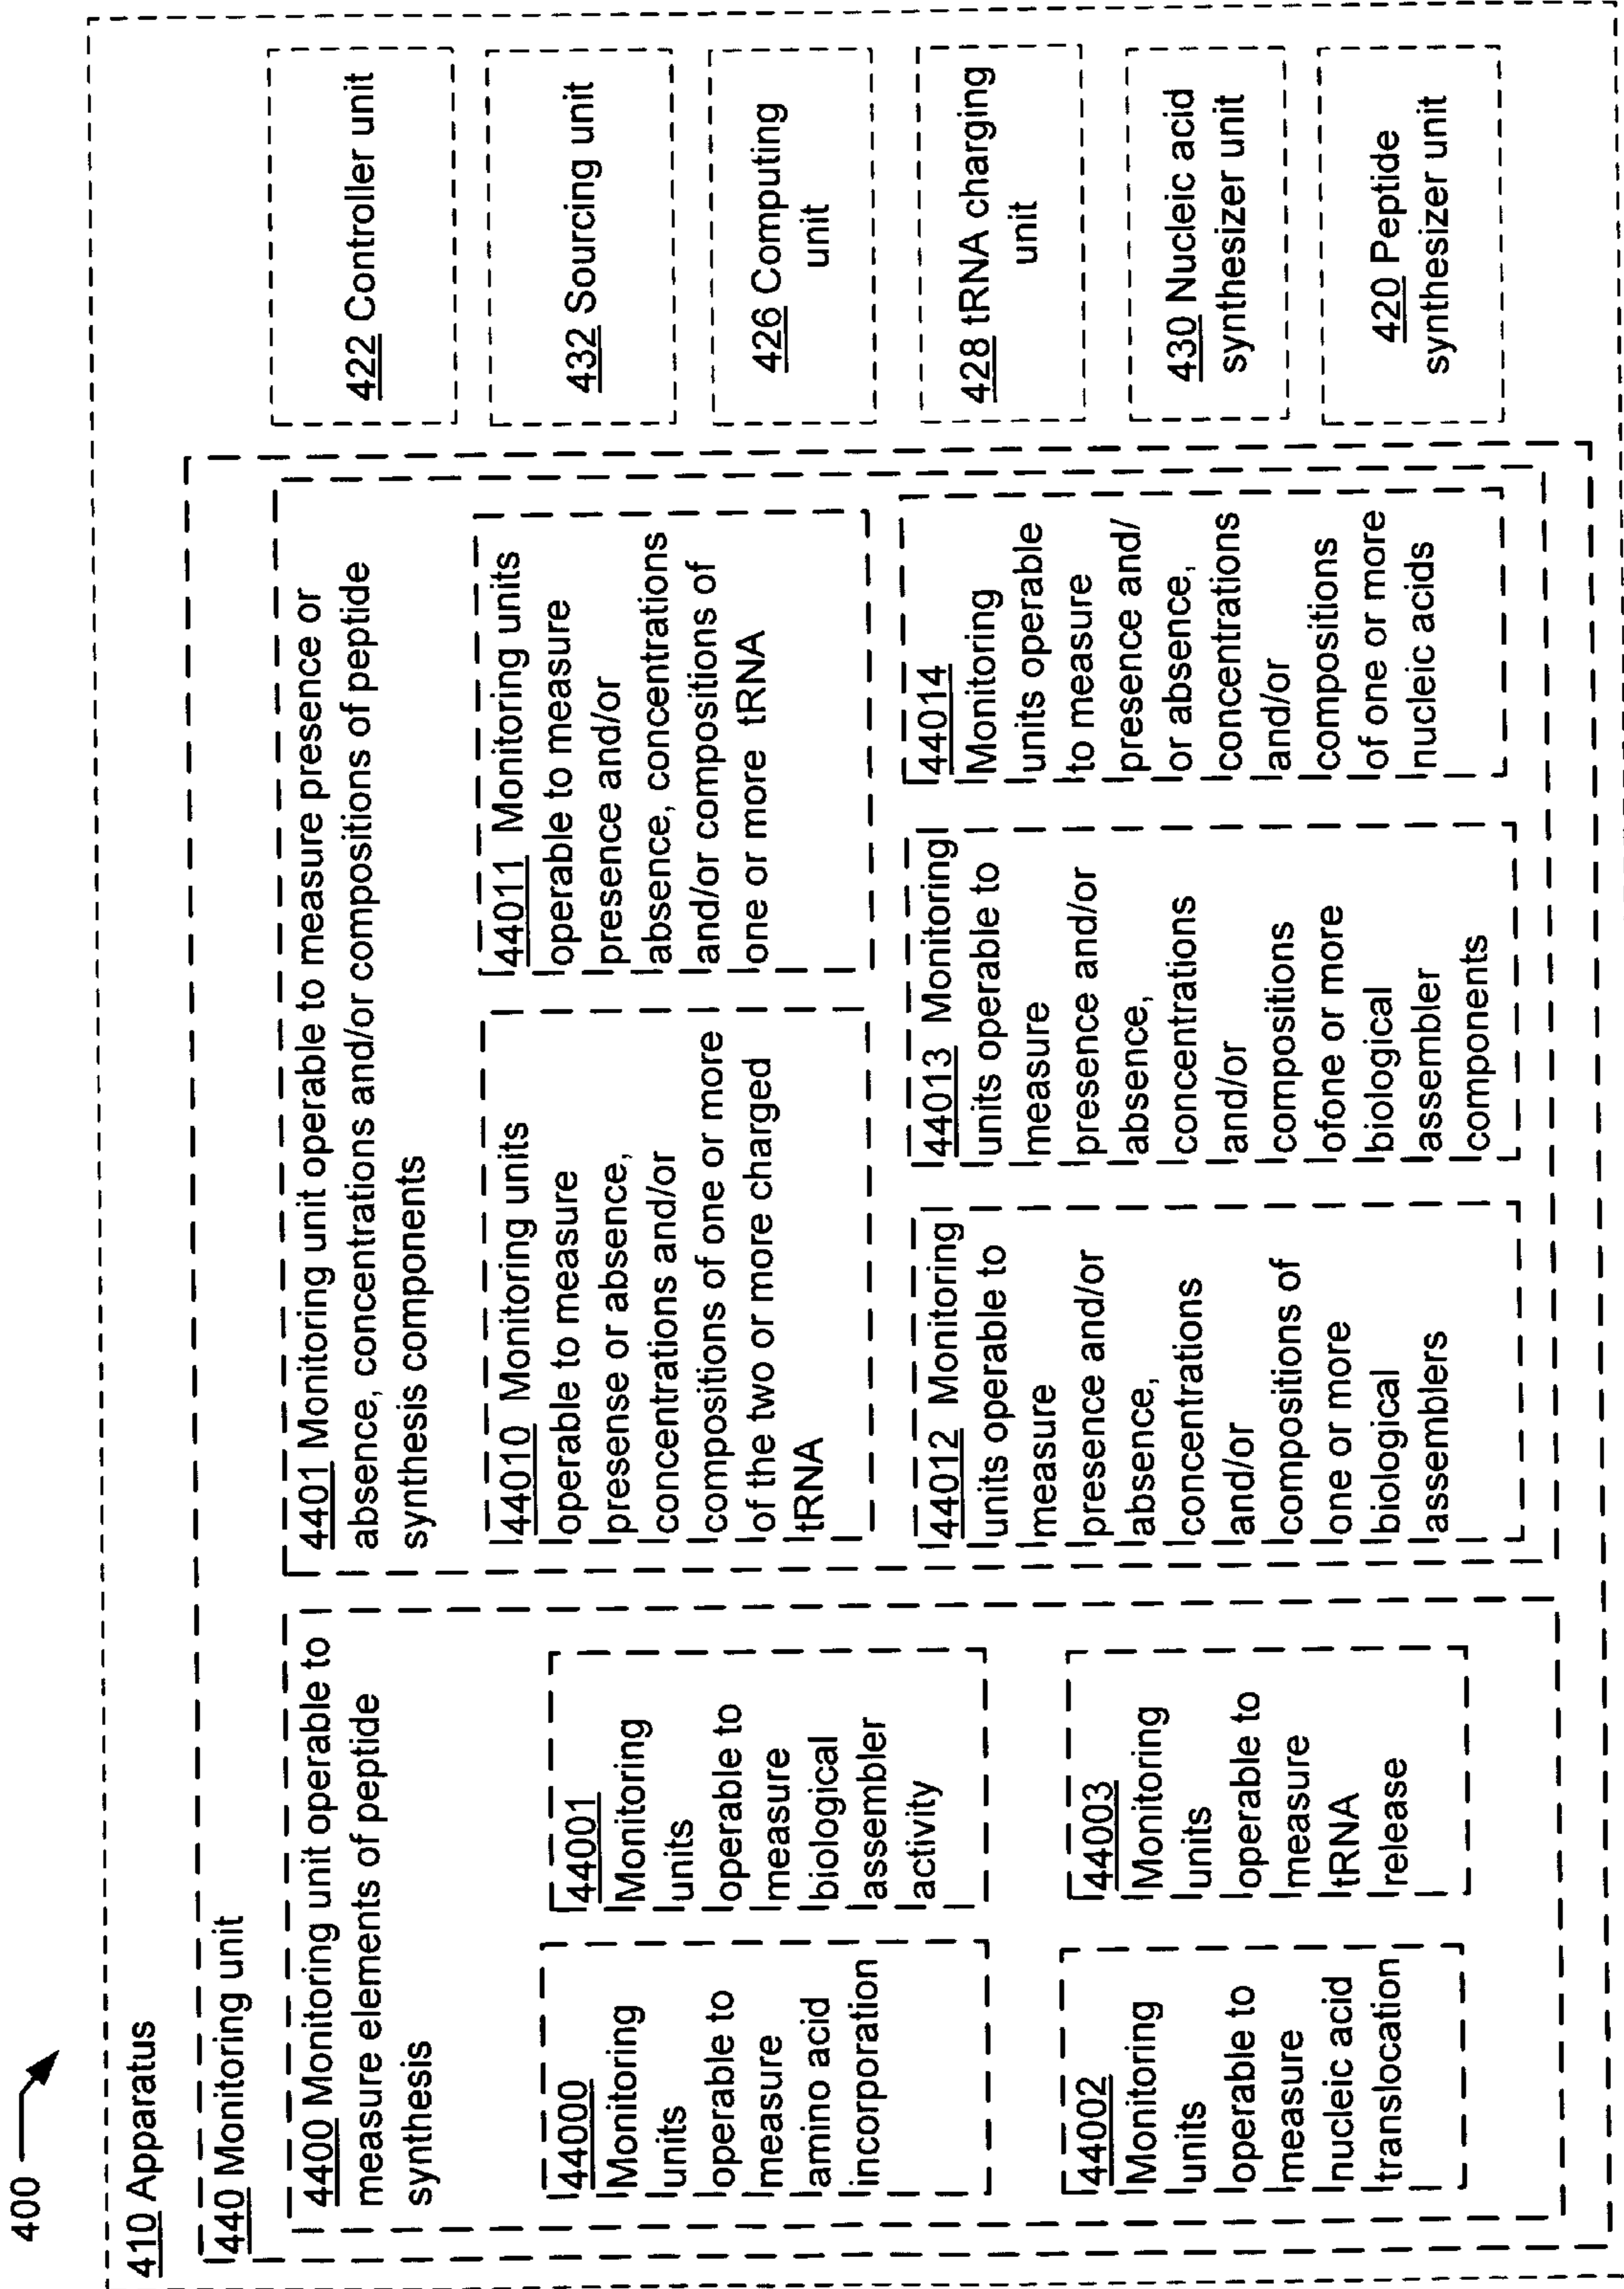 400
410 Apparatus
440 Monitoring unit
4400 Monitoring unit operable to
measure elements of peptide
synthesis
44000
Monitoring
units
operable to
measure
amino acid
incorporation
44001
Monitoring
units
operable to
measure
biological
assembler
activity
44002
Monitoring
units
operable to
measure
nucleic acid
translocation
44003
Monitoring
units
operable to
measure
tRNA
release
4401 Monitoring unit operable to measure presence or
absence, concentrations and/or compositions of peptide
synthesis components
44010 Monitoring units
operable to measure
presense or absence,
concentrations and/or
compositions of one or more
of the two or more charged
tRNA
44011 Monitoring units
operable to measure
presence and/or
absence, concentrations
and/or compositions of
one or more tRNA
44012 Monitoring
units operable to
measure
presence and/or
absence,
concentrations
and/or
compositions of
one or more
biological
assemblers
44013 Monitoring
units operable to
measure
presence and/or
absence,
concentrations
and/or
compositions
ofone or more
biological
assembler
components
44014
Monitoring
units operable
to measure
presence and/
or absence,
concentrations
and/or
compositions
of one or more
nucleic acids
422 Controller unit
432 Sourcing unit
426 Computing
unit
428 tRNA charging
unit
430 Nucleic acid
synthesizer unit
420 Peptide
synthesizer unit